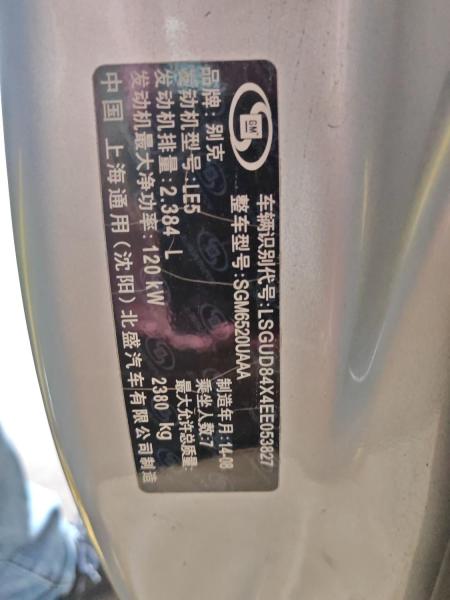 GM
车辆识别代号:LSGUD84X4EE053827
整车型号:SGM6520UAAA
品牌:别克
制造年月:14-08
发动机型号:LE5
乘坐人数:7
发动机排量:2.384 L
最大允许总质量:
发动机最大净功率:120 kW
2380 kg
中国 上海通用(沈阳)北盛汽车有限公司制造